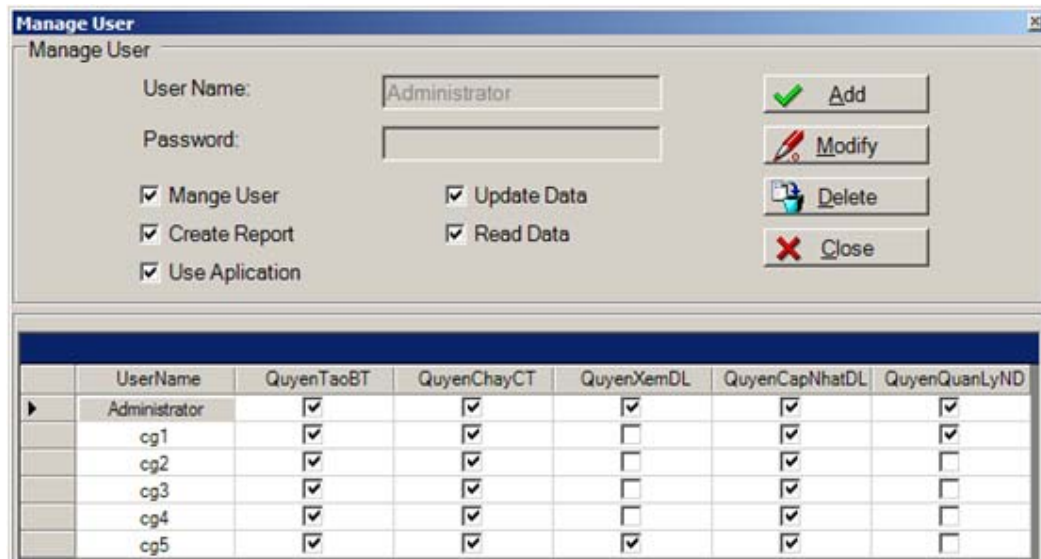 Manage User
Manage User
User Name: Administrator Add
Password: Modify
Mange User Update Data Delete
Create Report Read Data Close
Use Aplication
UserName QuyenTaoBT QuyenChayCT QuyenXemDL QuyenCapNhatDL QuyenQuanLyND
Administrator
cg1
cg2
cg3
cg4
cg5